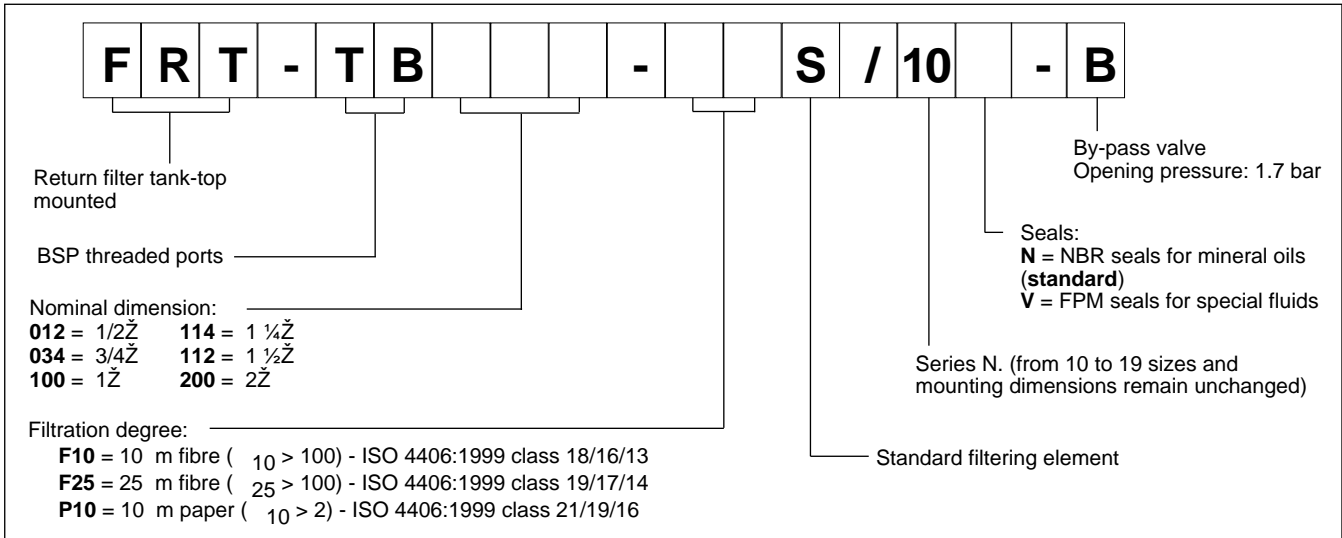 F R T - T B - S / 10 - B
Return filter tank-top
mounted
BSP threaded ports
Nominal dimension:
012 = 1/2Ž 114 = 1 ¼Ž
034 = 3/4Ž 112 = 1 ½Ž
100 = 1Ž 200 = 2Ž
Filtration degree:
F10 = 10 m fibre ( 10 > 100) - ISO 4406:1999 class 18/16/13
F25 = 25 m fibre ( 25 > 100) - ISO 4406:1999 class 19/17/14
P10 = 10 m paper ( 10 > 2) - ISO 4406:1999 class 21/19/16
By-pass valve
Opening pressure: 1.7 bar
Seals:
N = NBR seals for mineral oils
(standard)
V = FPM seals for special fluids
Series N. (from 10 to 19 sizes and
mounting dimensions remain unchanged)
Standard filtering element